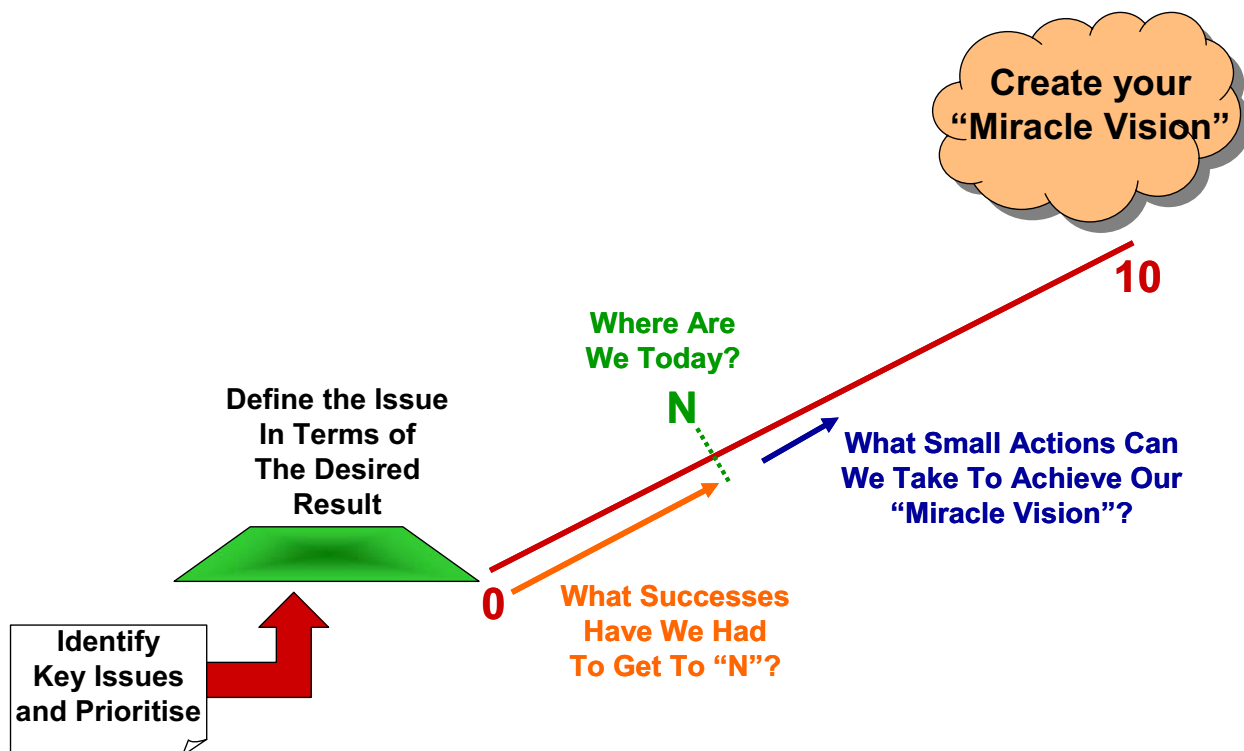 Create your
“Miracle Vision”
10
Where Are
We Today?
N
Define the Issue
In Terms of
The Desired
Result
What Small Actions Can
We Take To Achieve Our
“Miracle Vision”?
0
What Successes
Have We Had
To Get To “N”?
Identify
Key Issues
and Prioritise